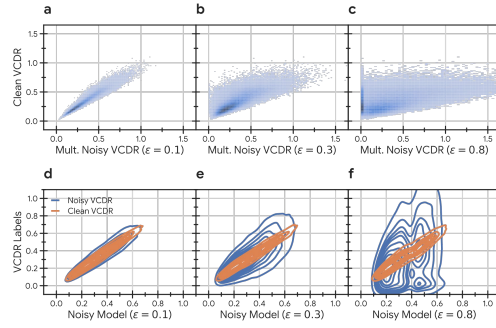 a b c
1.5
1.0
0.5
0.0
Clean VCDR
0.0 0.5 1.0 1.5 0.0 0.5 1.0 1.5 0.0 0.5 1.0 1.5
Mult. Noisy VCDR (ε = 0.1) Mult. Noisy VCDR (ε = 0.3) Mult. Noisy VCDR (ε = 0.8)
d e f
1.0
0.8
0.6
0.4
0.2
0.0
VCDR Labels
Noisy VCDR
Clean VCDR
0.0 0.2 0.4 0.6 0.8 1.0 0.0 0.2 0.4 0.6 0.8 1.0 0.0 0.2 0.4 0.6 0.8 1.0
Noisy Model (ε = 0.1) Noisy Model (ε = 0.3) Noisy Model (ε = 0.8)